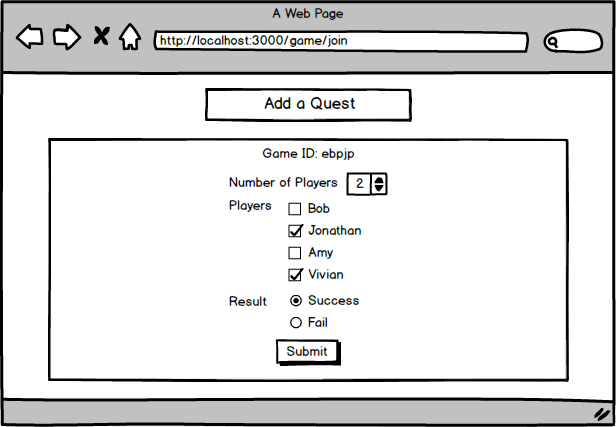 A Web Page
http://localhost:3000/game/join
Add a Quest
Game ID: ebpjp
Number of Players 2
Players
Bob
Jonathan
Amy
Vivian
Result
Success
Fail
Submit